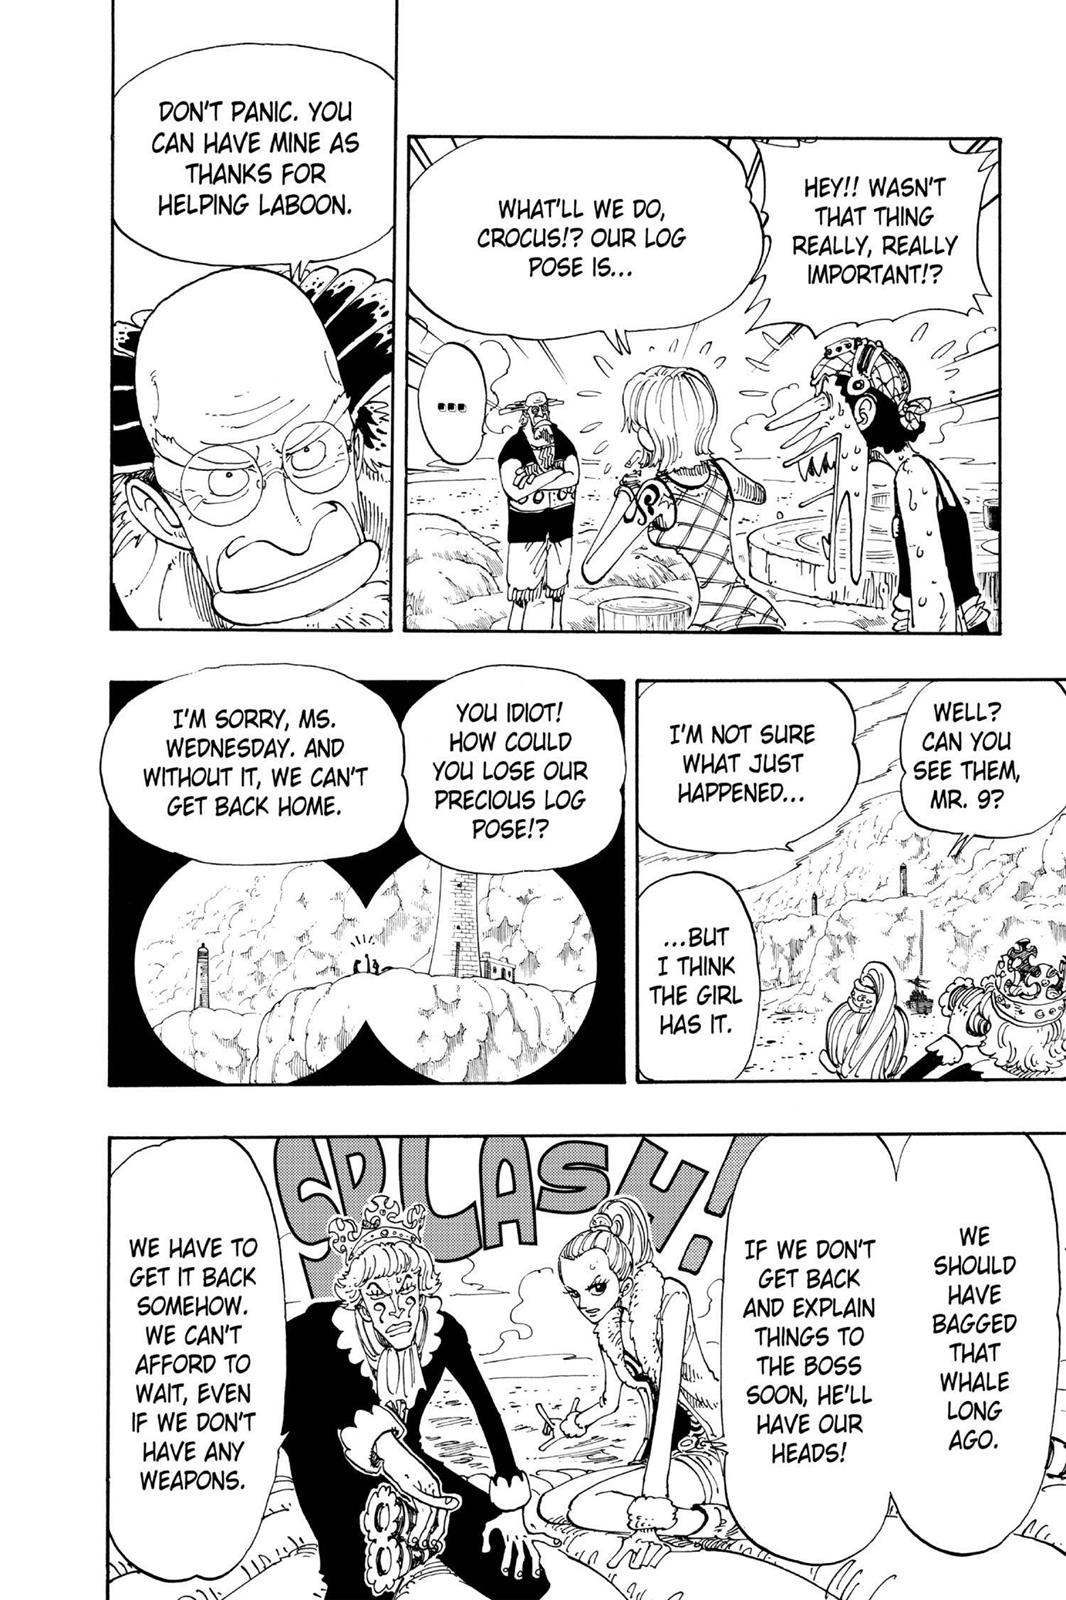 HEY!! WASN'T
THAT THING
REALLY, REALLY
IMPORTANT!?
WHAT'LL WE DO,
CROCUS!? OUR LOG
POSE IS...
...
DON'T PANIC. YOU
CAN HAVE MINE AS
THANKS FOR
HELPING LABOON.
WELL?
CAN YOU
SEE THEM,
MR. 9?
I'M NOT SURE
WHAT JUST
HAPPENED...
...BUT
I THINK
THE GIRL
HAS IT.
YOU IDIOT!
HOW COULD
YOU LOSE OUR
PRECIOUS LOG
POSE!?
I'M SORRY, MS.
WEDNESDAY. AND
WITHOUT IT, WE CAN'T
GET BACK HOME.
SPLASH!
WE
SHOULD
HAVE
BAGGED
THAT
WHALE
LONG
AGO.
IF WE DON'T
GET BACK
AND EXPLAIN
THINGS TO
THE BOSS
SOON, HE'LL
HAVE OUR
HEADS!
WE HAVE TO
GET IT BACK
SOMEHOW.
WE CAN'T
AFFORD TO
WAIT, EVEN
IF WE DON'T
HAVE ANY
WEAPONS.